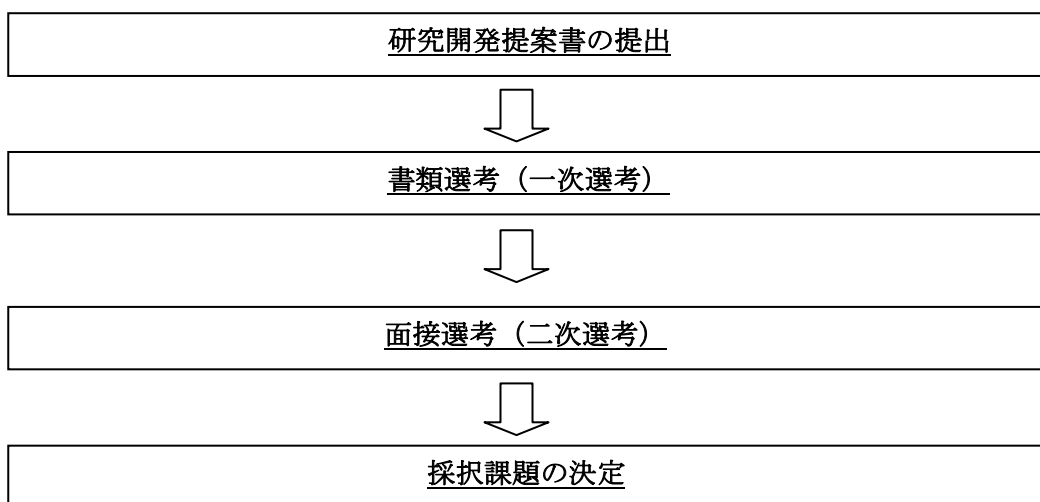 研究開発提案書の提出
書類選考（一次選考）
面接選考（二次選考）
採択課題の決定